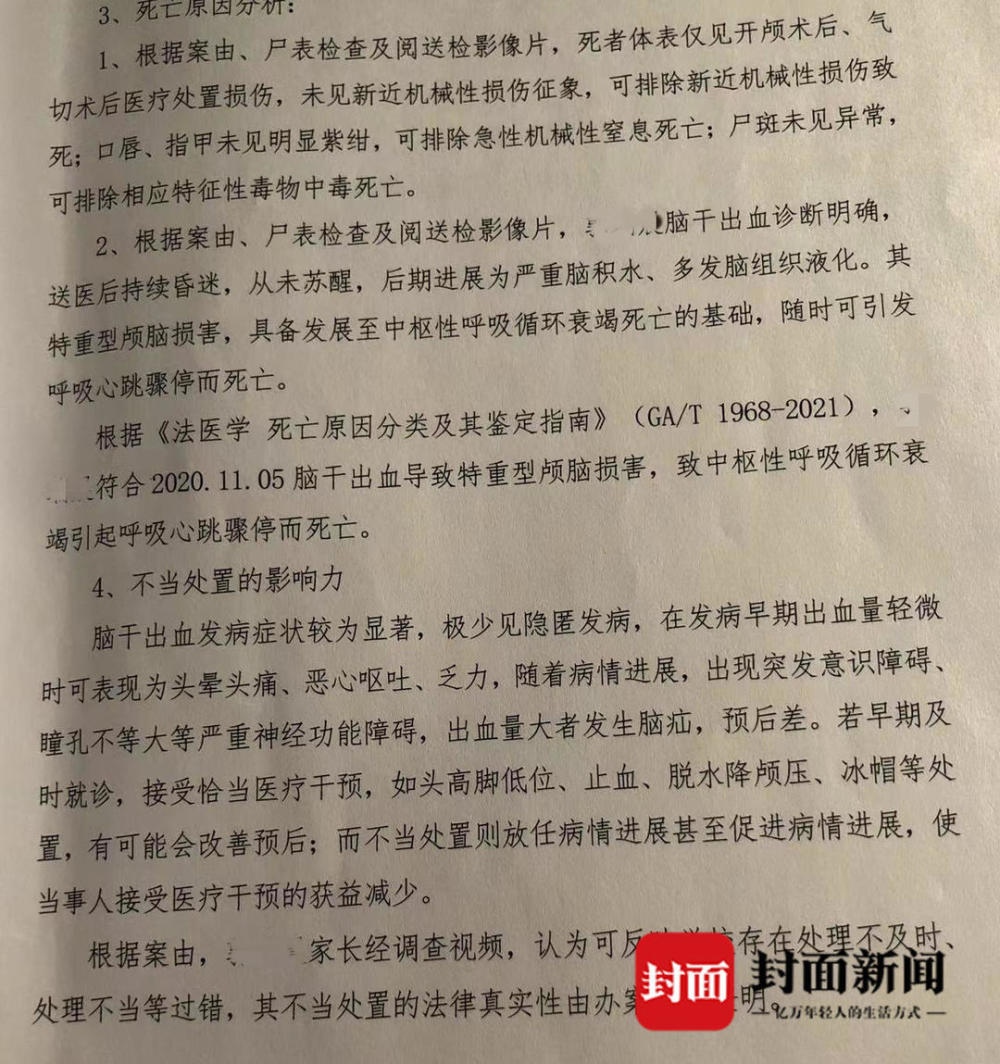 3、死亡原因分析：
1、根据案由、尸表检查及阅送检影像片，死者体表仅见开颅术后、气
切术后医疗处置损伤，未见新近机械性损伤征象，可排除新近机械性损伤致
死；口唇、指甲未见明显紫绀，可排除急性机械性窒息死亡；尸斑未见异常，
可排除相应特征性毒物中毒死亡。
2、根据案由、尸表检查及阅送检影像片，脑干出血诊断明确，
送医后持续昏迷，从未苏醒，后期进展为严重脑积水、多发脑组织液化。其
特重型颅脑损害，具备发展至中枢性呼吸循环衰竭死亡的基础，随时可引发
呼吸心跳骤停而死亡。
根据《法医学 死亡原因分类及其鉴定指南》（GA/T 1968-2021），
符合2020.11.05脑干出血导致特重型颅脑损害，致中枢性呼吸循环衰
竭引起呼吸心跳骤停而死亡。
4、不当处置的影响力
脑干出血发病症状较为显著，极少见隐匿发病，在发病早期出血量轻微
时可表现为头晕头痛、恶心呕吐、乏力，随着病情进展，出现突发意识障碍、
瞳孔不等大等严重神经功能障碍，出血量大者发生脑疝，预后差。若早期及
时就诊，接受恰当医疗干预，如头高脚低位、止血、脱水降颅压、冰帽等处
置，有可能会改善预后；而不当处置则放任病情进展甚至促进病情进展，使
当事人接受医疗干预的获益减少。
根据案由，家长经调查视频，认为可反存在处理不及时、
处理不当等过错，其不当处置的法律真实性由办案明。
封面
封面新闻
亿万年轻人的生活方式